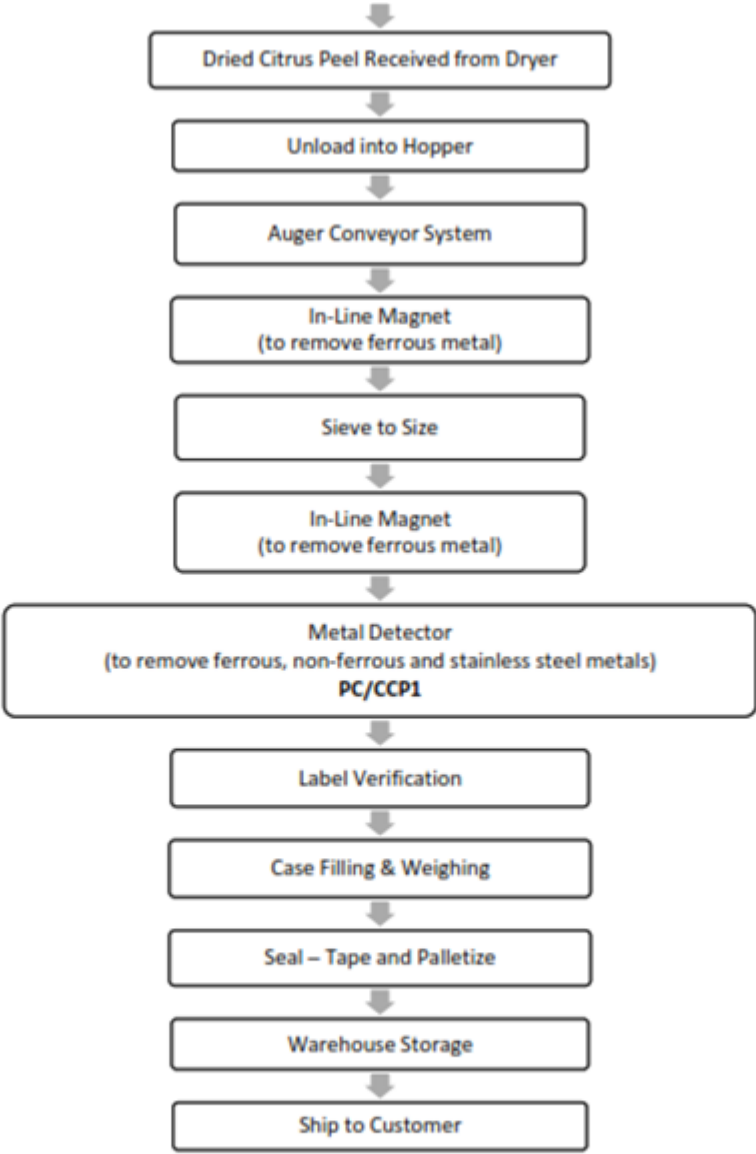 Dried Citrus Peel Received from Dryer
Unload into Hopper
Auger Conveyor System
In-Line Magnet
(to remove ferrous metal)
Sieve to Size
In-Line Magnet
(to remove ferrous metal)
Metal Detector
(to remove ferrous, non-ferrous and stainless steel metals)
PC/CCP1
Label Verification
Case Filling & Weighing
Seal – Tape and Palletize
Warehouse Storage
Ship to Customer